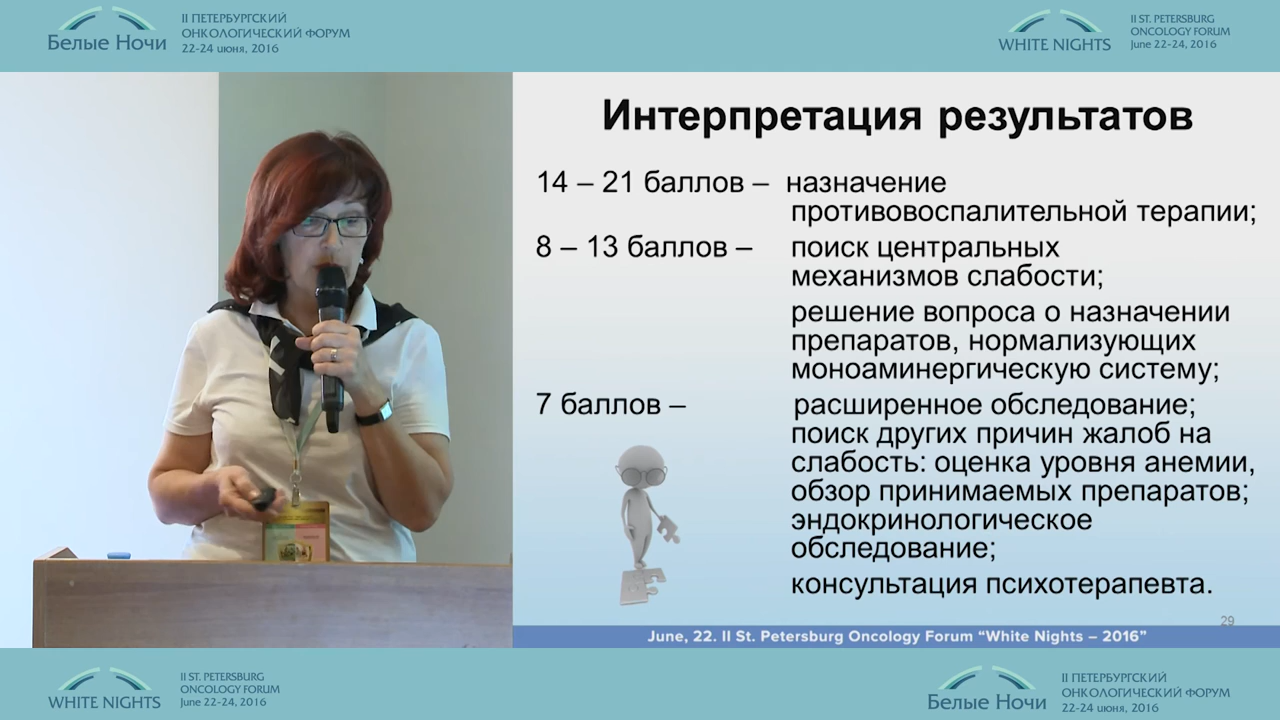 Белые Ночи
II ПЕТЕРБУРГСКИЙ
ОНКОЛОГИЧЕСКИЙ ФОРУМ
22-24 июня, 2016
WHITE NIGHTS
II ST. PETERSBURG
ONCOLOGY FORUM
June 22-24, 2016
Интерпретация результатов
14 – 21 баллов – назначение
противовоспалительной терапии;
8 – 13 баллов – поиск центральных
механизмов слабости;
решение вопроса о назначении
препаратов, нормализующих
моноаминергическую систему;
7 баллов – расширенное обследование;
поиск других причин жалоб на
слабость: оценка уровня анемии,
обзор принимаемых препаратов;
эндокринологическое
обследование;
консультация психотерапевта.
29
June, 22. II St. Petersburg Oncology Forum “White Nights – 2016”
WHITE NIGHTS
II ST. PETERSBURG
ONCOLOGY FORUM
June 22-24, 2016
Белые Ночи
II ПЕТЕРБУРГСКИЙ
ОНКОЛОГИЧЕСКИЙ ФОРУМ
22-24 июня, 2016